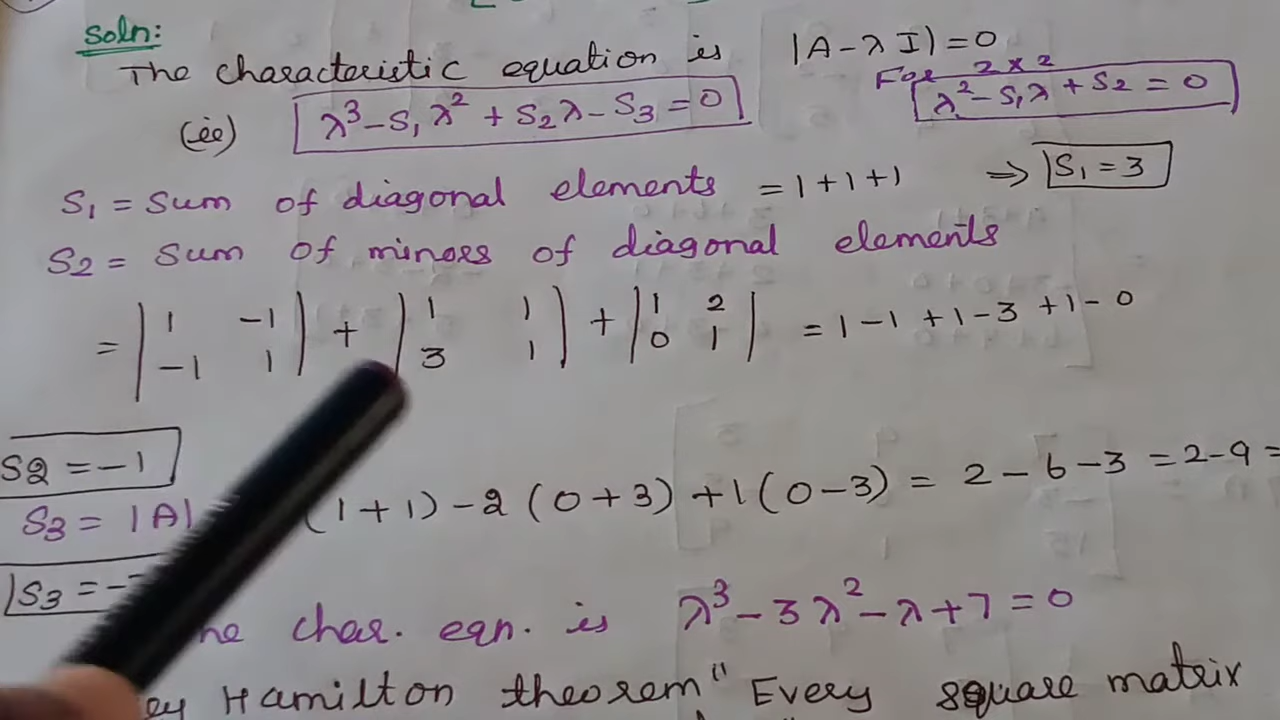 Soln:
The characteristic equation is |A-λI|=0
For 2x2
(ie) λ³-S₁λ²+S₂λ-S₃=0 λ²-S₁λ+S₂=0
S₁ = Sum of diagonal elements = 1+1+1 ⇒ S₁=3
S₂ = Sum of minors of diagonal elements
= |1 -1| + |1 1| + |1 2| = 1-1+1-3+1-0
|-1 1| |3 1| |0 1|
S2 = -1
S₃ = |A| (1+1)-2(0+3)+1(0-3) = 2-6-3 = 2-9 =
S₃ = -
char. eqn. is λ³-3λ²-λ+7=0
Hamilton theorem" Every square matrix